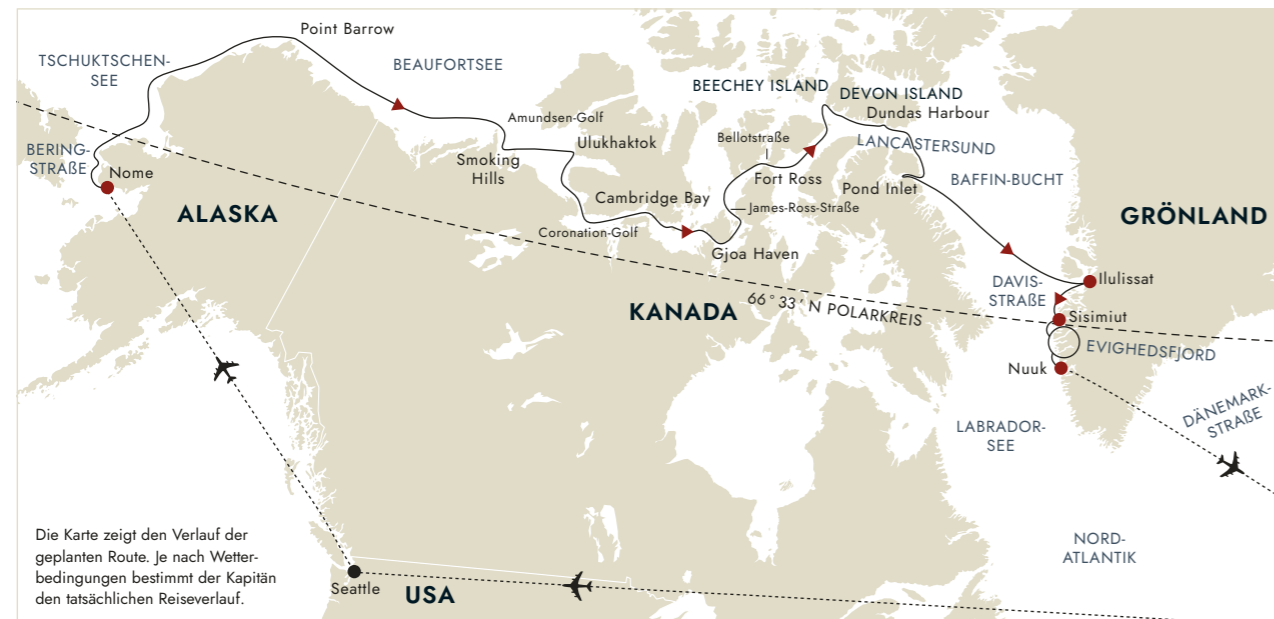 Point Barrow
TSCHUKTSCHEN-
SEE
BEAUFORTSEE
BEECHEY ISLAND
DEVON ISLAND
Dundas Harbour
Amundsen-Golf
Ulukhaktok
Bellotstraße
LANCASTERSUND
BERING-
STRAßE
Nome
Smoking
Hills
Fort Ross
Pond Inlet
BAFFIN-BUCHT
Cambridge Bay
James-Ross-Straße
ALASKA
GRÖNLAND
Coronation-Golf
Gjoa Haven
Ilulissat
DAVIS-
STRAßE
KANADA
66°33′N POLARKREIS
Sisimiut
EVIGHEDSFJORD
Nuuk
DÄNEMARK-
STRAßE
LABRADOR-
SEE
Die Karte zeigt den Verlauf der
geplanten Route. Je nach Wetter-
bedingungen bestimmt der Kapitän
den tatsächlichen Reiseverlauf.
NORD-
ATLANTIK
Seattle
USA